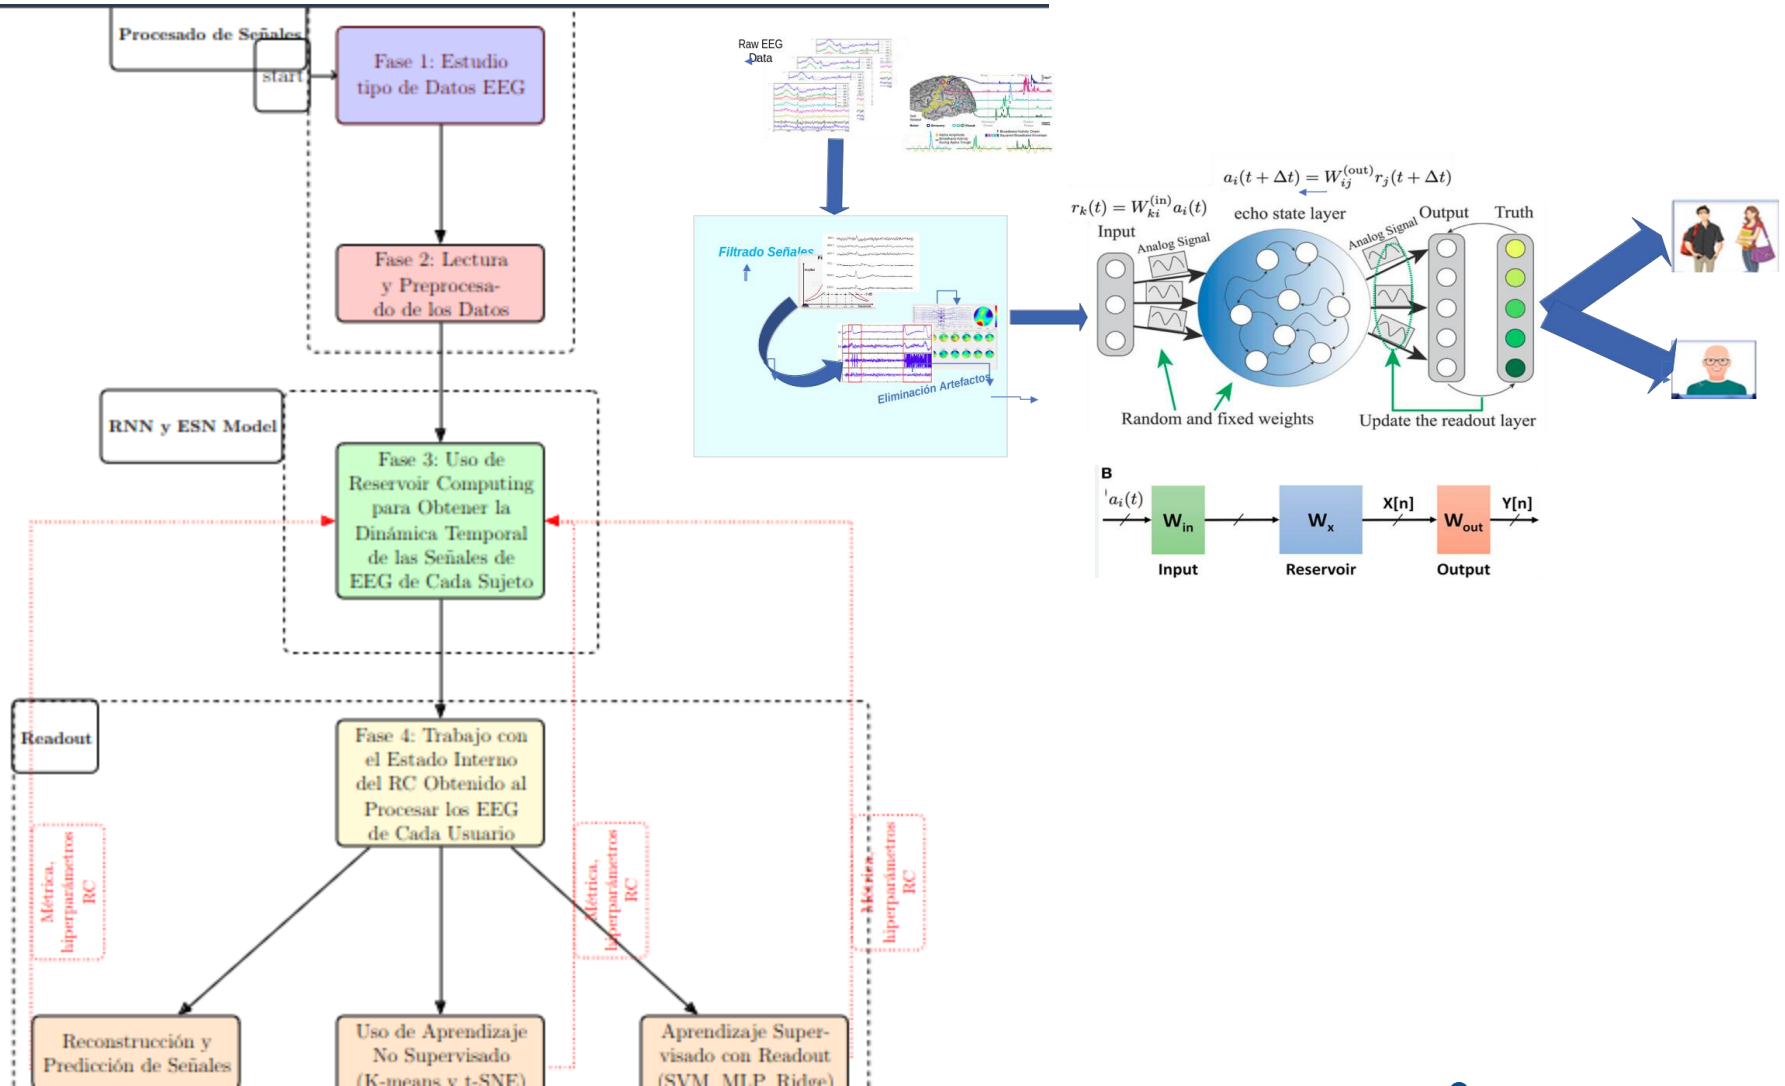 Procesado de Señales
start
Fase 1: Estudio
tipo de Datos EEG
Fase 2: Lectura
y Preprocesa-
do de los Datos
RNN y ESN Model
Fase 3: Uso de
Reservoir Computing
para Obtener la
Dinámica Temporal
de las Señales de
EEG de Cada Sujeto
Readout
Fase 4: Trabajo con
el Estado Interno
del RC Obtenido al
Procesar los EEG
de Cada Usuario
Métrica,
hiperparámetros
RC
Métrica,
hiperparámetros
RC
Métrica,
hiperparámetros
RC
Reconstrucción y
Predicción de Señales
Uso de Aprendizaje
No Supervisado
(K-means y t-SNE)
Aprendizaje Super-
visado con Readout
(SVM, MLP, Ridge)
Raw EEG
Data
Filtrado Señales
Eliminación Artefactos
a_i(t + Δt) = W_{ij}^{(out)} r_j(t + Δt)
r_k(t) = W_{ki}^{(in)} a_i(t)
echo state layer
Input
Analog Signal
Analog Signal
Output
Truth
Random and fixed weights
Update the readout layer
B
a_i(t)
W_in
W_x
X[n]
W_out
Y[n]
Input
Reservoir
Output